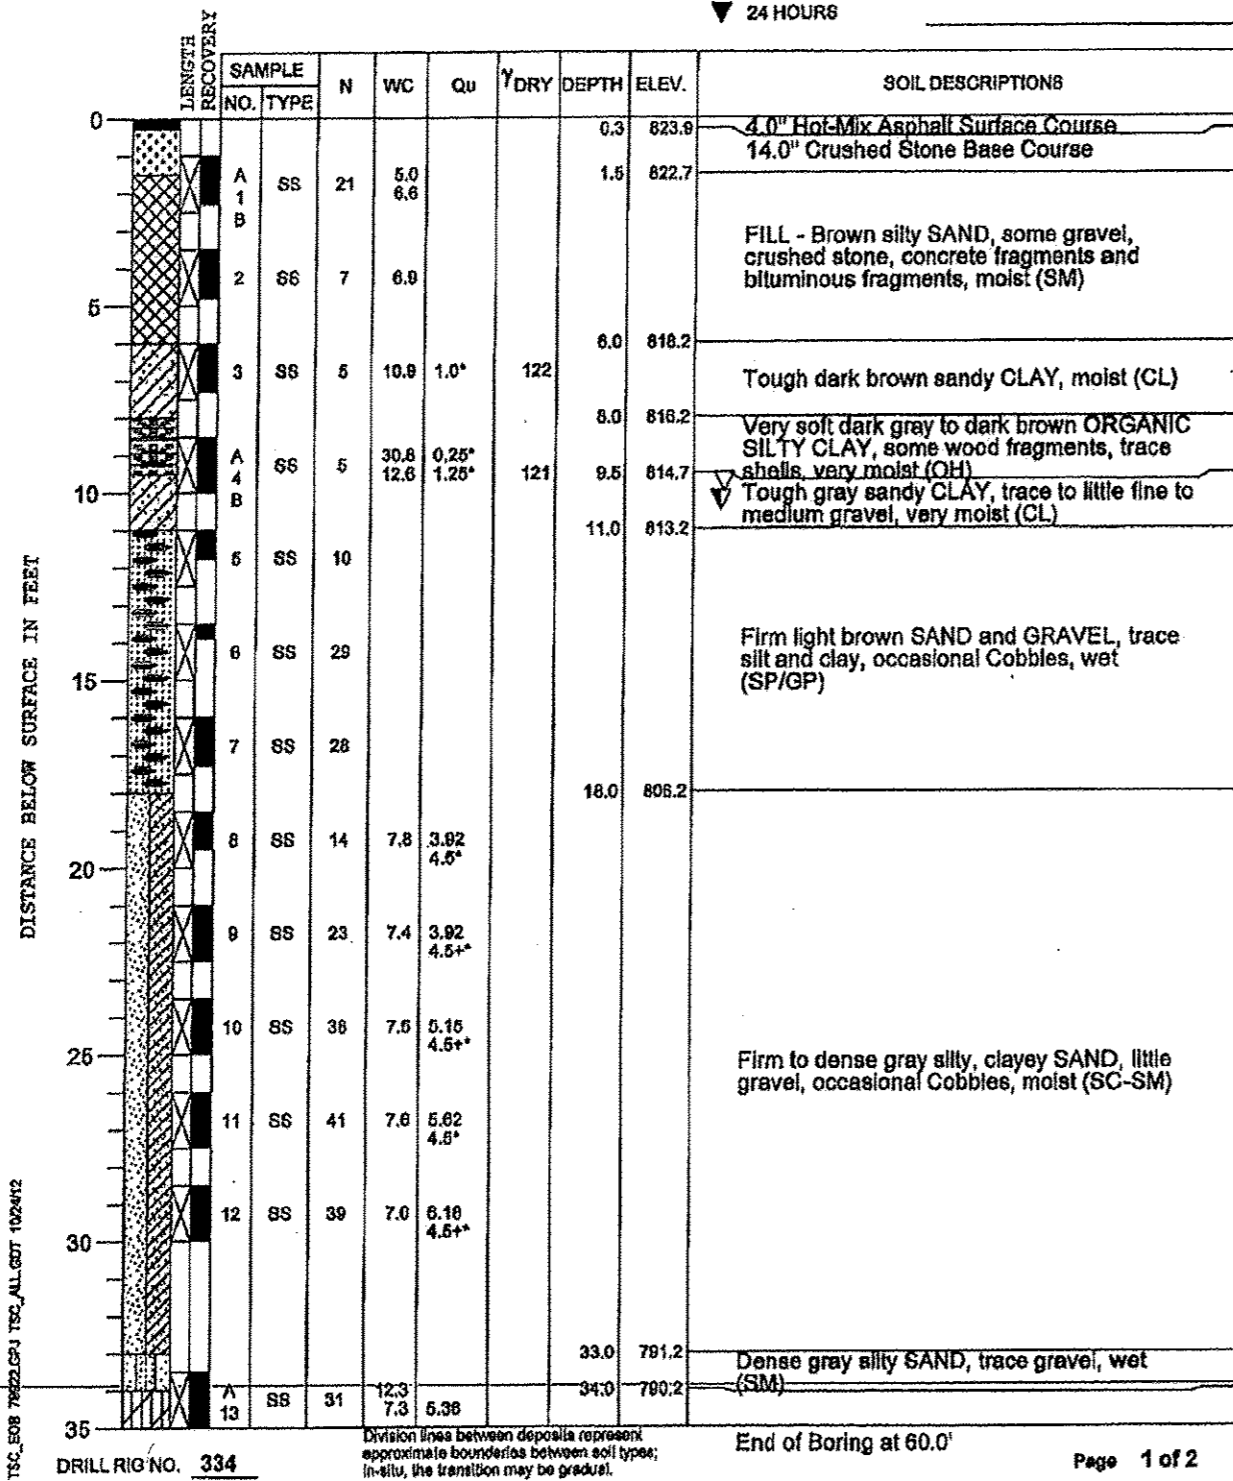 ▼ 24 HOURS
LENGTH
RECOVERY
SAMPLE
NO. TYPE N WC Qu γDRY DEPTH ELEV. SOIL DESCRIPTIONS
0
0.3 823.9 4.0" Hot-Mix Asphalt Surface Course
14.0" Crushed Stone Base Course
1.5 822.7
A 5.0
1 SS 21 6.6
B
FILL - Brown silty SAND, some gravel,
crushed stone, concrete fragments and
bituminous fragments, moist (SM)
2 SS 7 6.9
5
6.0 818.2
3 SS 5 10.9 1.0* 122
Tough dark brown sandy CLAY, moist (CL)
8.0 816.2
Very soft dark gray to dark brown ORGANIC
SILTY CLAY, some wood fragments, trace
shells, very moist (OH)
A 30.8 0.25*
4 SS 5 12.6 1.25* 121 9.5 814.7
B
10
Tough gray sandy CLAY, trace to little fine to
medium gravel, very moist (CL)
11.0 813.2
5 SS 10
Firm light brown SAND and GRAVEL, trace
silt and clay, occasional Cobbles, wet
(SP/GP)
6 SS 29
15
7 SS 28
18.0 806.2
8 SS 14 7.8 3.92
4.5*
20
9 SS 23 7.4 3.92
4.5+*
10 SS 38 7.5 5.15
4.5+*
25
Firm to dense gray silty, clayey SAND, little
gravel, occasional Cobbles, moist (SC-SM)
11 SS 41 7.6 5.62
4.5*
12 SS 39 7.0 6.18
4.5+*
30
33.0 791.2
Dense gray silty SAND, trace gravel, wet
(SM)
34.0 790.2
A 12.3
13 SS 31 7.3 5.36
35
DISTANCE BELOW SURFACE IN FEET
TSC_EOB 79922.GPJ TSC_ALL.GDT 10/24/12
Division lines between deposits represent
approximate boundaries between soil types;
in-situ, the transition may be gradual.
End of Boring at 60.0'
DRILL RIG NO. 334
Page 1 of 2